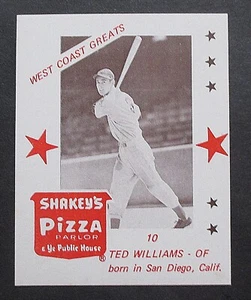 WEST COAST GREATS
SHAKEY'S
PIZZA
PARLOR
& Ye Public House
®
10
TED WILLIAMS - OF
born in San Diego, Calif.